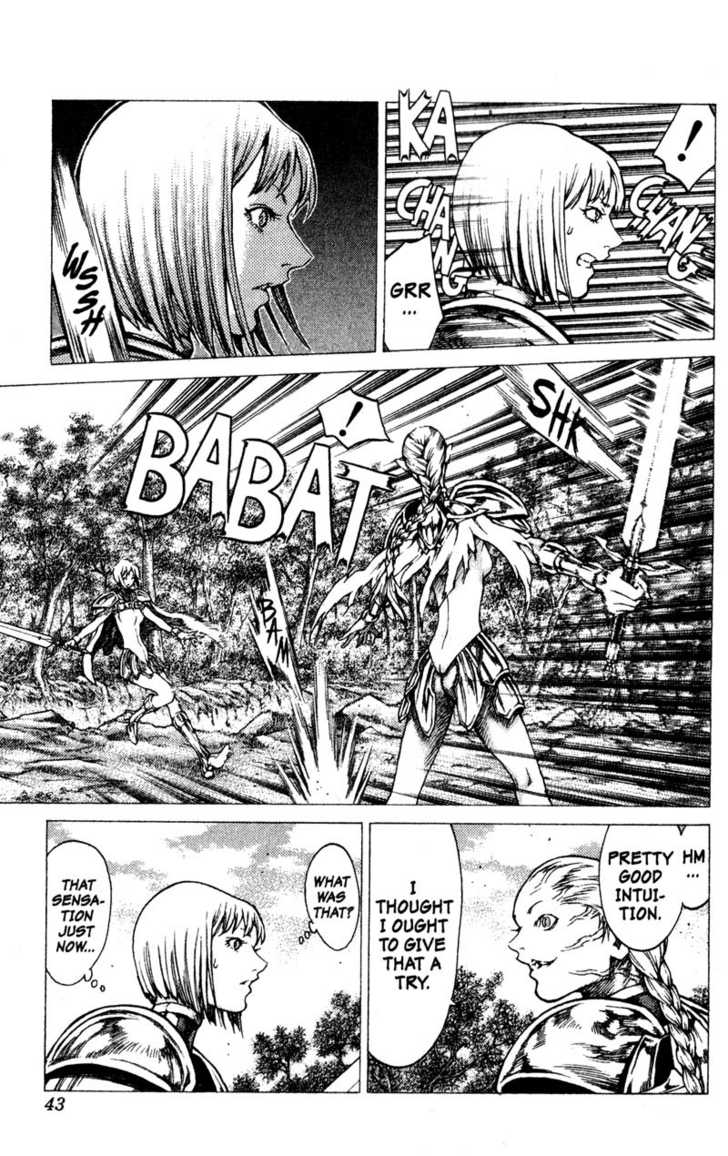 !
KA
CHANG
CHANG
GRR
...
WSSH
SHK
!
BABAT
BAM
HM
...
PRETTY
GOOD
INTUI-
TION.
I
THOUGHT
I OUGHT
TO GIVE
THAT A
TRY.
WHAT
WAS
THAT?
THAT
SENSA-
TION
JUST
NOW...
43